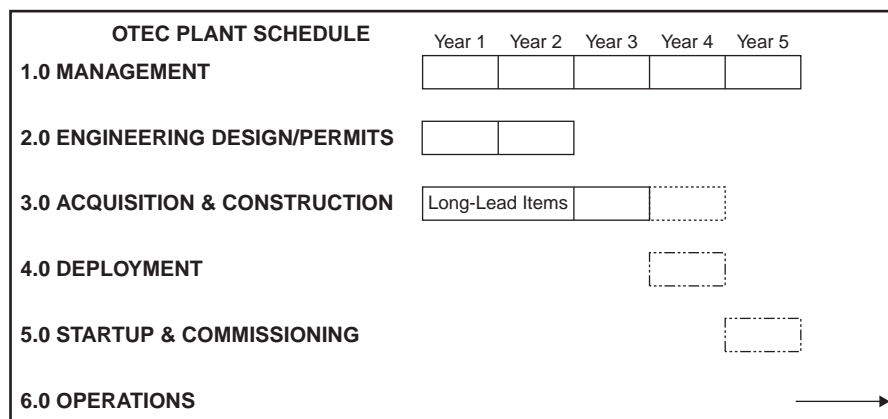 OTEC PLANT SCHEDULE
Year 1 Year 2 Year 3 Year 4 Year 5
1.0 MANAGEMENT
2.0 ENGINEERING DESIGN/PERMITS
3.0 ACQUISITION & CONSTRUCTION Long-Lead Items
4.0 DEPLOYMENT
5.0 STARTUP & COMMISSIONING
6.0 OPERATIONS